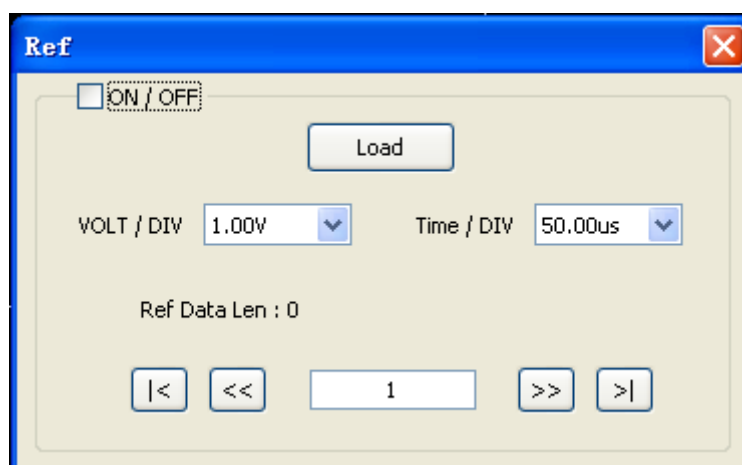 Ref
ON / OFF
Load
VOLT / DIV 1.00V Time / DIV 50.00us
Ref Data Len : 0
|< << 1 >> >|